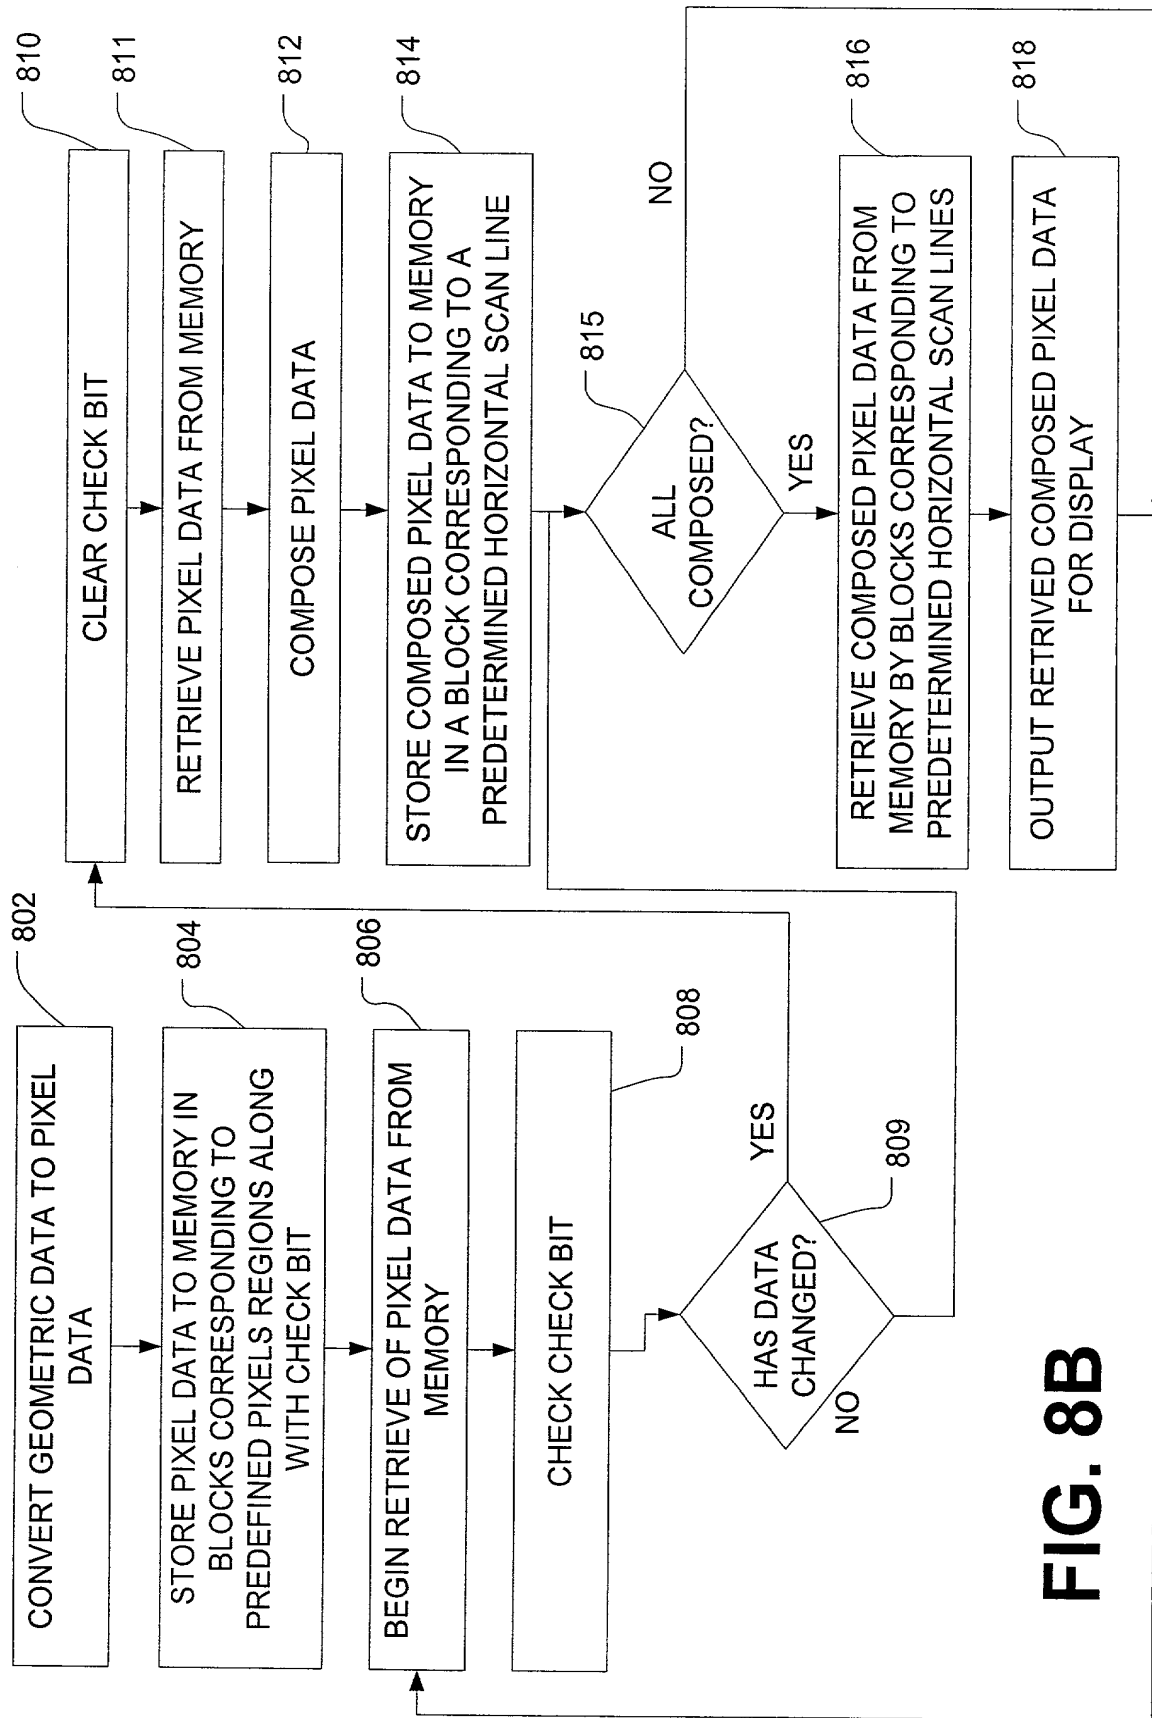 802
CONVERT GEOMETRIC DATA TO PIXEL
DATA
804
STORE PIXEL DATA TO MEMORY IN
BLOCKS CORRESPONDING TO
PREDEFINED PIXELS REGIONS ALONG
WITH CHECK BIT
806
BEGIN RETRIEVE OF PIXEL DATA FROM
MEMORY
808
CHECK CHECK BIT
809
HAS DATA
CHANGED?
YES
NO
810
CLEAR CHECK BIT
811
RETRIEVE PIXEL DATA FROM MEMORY
812
COMPOSE PIXEL DATA
814
STORE COMPOSED PIXEL DATA TO MEMORY
IN A BLOCK CORRESPONDING TO A
PREDETERMINED HORIZONTAL SCAN LINE
815
ALL
COMPOSED?
NO
YES
816
RETRIEVE COMPOSED PIXEL DATA FROM
MEMORY BY BLOCKS CORRESPONDING TO
PREDETERMINED HORIZONTAL SCAN LINES
818
OUTPUT RETRIVED COMPOSED PIXEL DATA
FOR DISPLAY
FIG. 8B